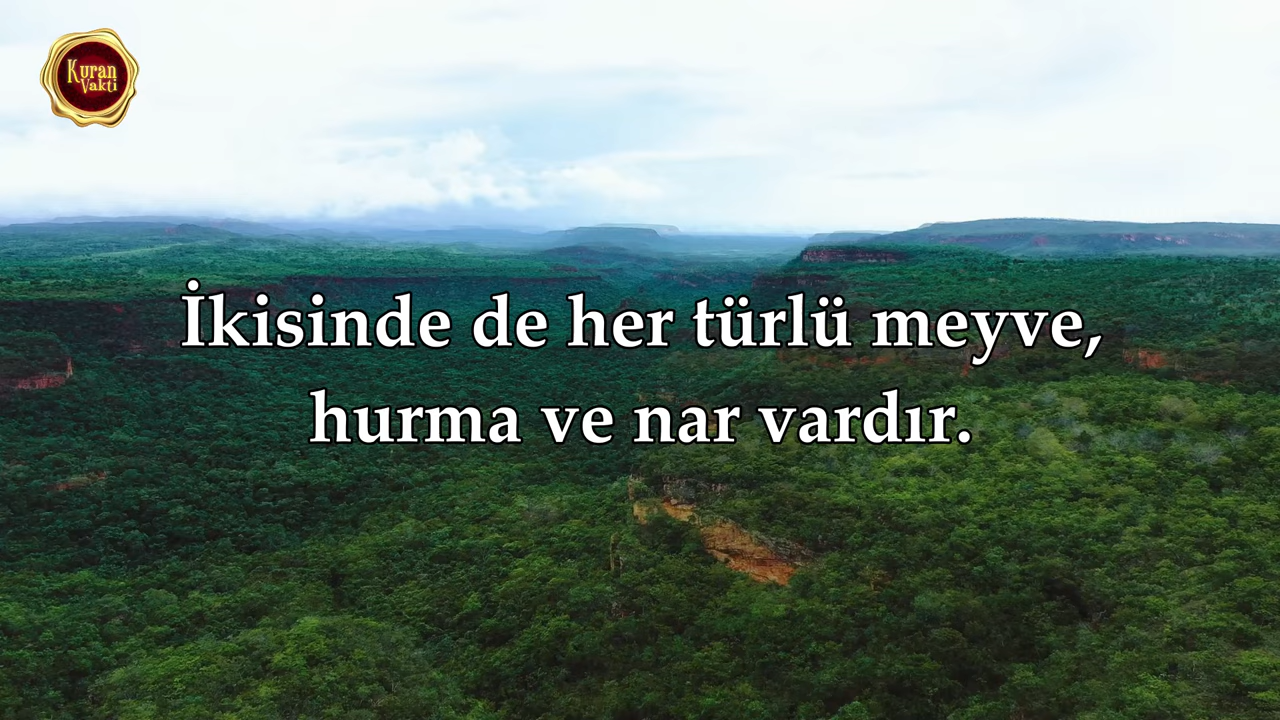 Kuran
Vakti
İkisinde de her türlü meyve,
hurma ve nar vardır.